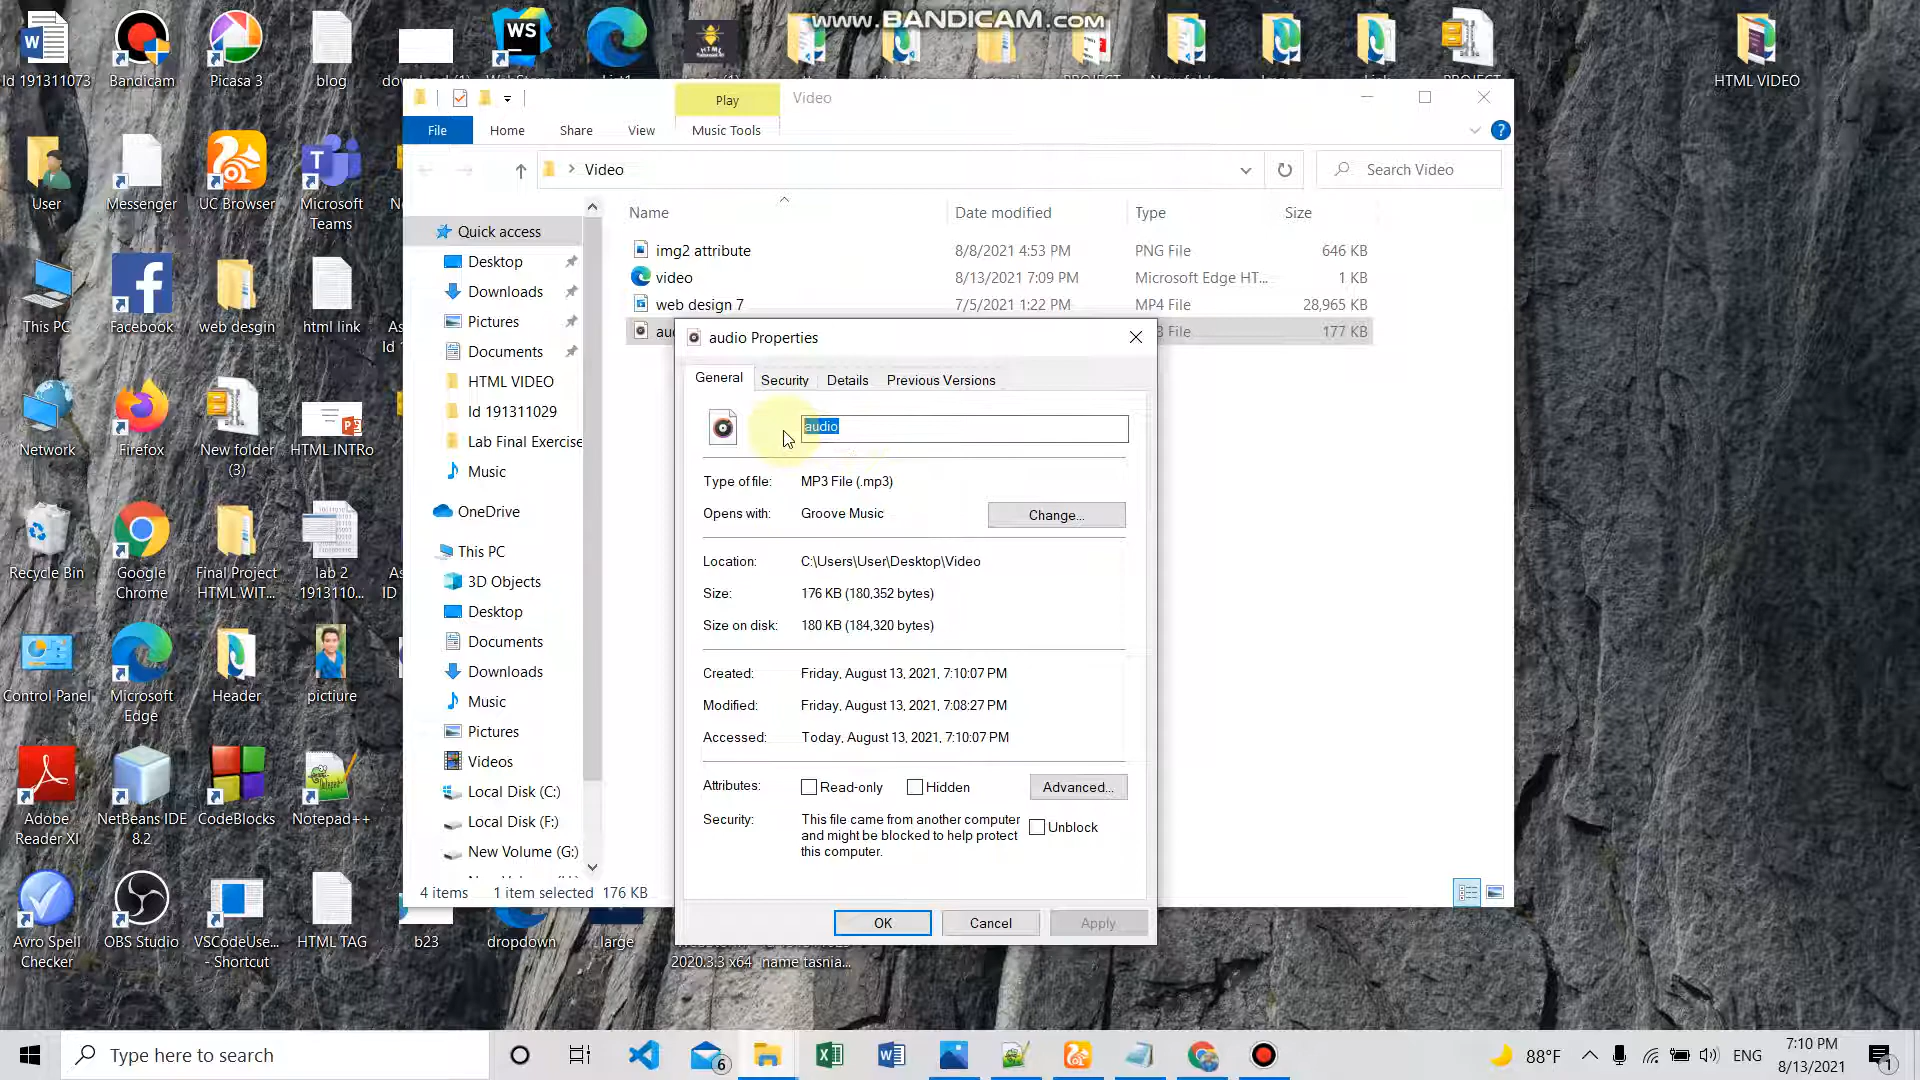 www.BANDICAM.com
Id 191311073
Bandicam
Picasa 3
blog
HTML VIDEO
User
Messenger
UC Browser
Microsoft
Teams
This PC
Facebook
web desgin
html link
Network
Firefox
New folder
(3)
HTML INTRo
Recycle Bin
Google
Chrome
Final Project
HTML WIT...
lab 2
1913110...
Control Panel
Microsoft
Edge
Header
pictiure
Adobe
Reader XI
NetBeans IDE
8.2
CodeBlocks
Notepad++
Avro Spell
Checker
OBS Studio
VSCodeUse...
- Shortcut
HTML TAG
b23
dropdown
large
2020.3.3 x64
name tasnia...
Play
Video
File
Home
Share
View
Music Tools
Video
Search Video
Name
Date modified
Type
Size
img2 attribute
8/8/2021 4:53 PM
PNG File
646 KB
video
8/13/2021 7:09 PM
Microsoft Edge HT...
1 KB
web design 7
7/5/2021 1:22 PM
MP4 File
28,965 KB
177 KB
Quick access
Desktop
Downloads
Pictures
Documents
HTML VIDEO
Id 191311029
Lab Final Exercise
Music
OneDrive
This PC
3D Objects
Desktop
Documents
Downloads
Music
Pictures
Videos
Local Disk (C:)
Local Disk (F:)
New Volume (G:)
4 items
1 item selected 176 KB
audio Properties
General
Security
Details
Previous Versions
audio
Type of file:
MP3 File (.mp3)
Opens with:
Groove Music
Change...
Location:
C:\Users\User\Desktop\Video
Size:
176 KB (180,352 bytes)
Size on disk:
180 KB (184,320 bytes)
Created:
Friday, August 13, 2021, 7:10:07 PM
Modified:
Friday, August 13, 2021, 7:08:27 PM
Accessed:
Today, August 13, 2021, 7:10:07 PM
Attributes:
Read-only
Hidden
Advanced...
Security:
This file came from another computer
and might be blocked to help protect
this computer.
Unblock
OK
Cancel
Apply
Type here to search
6
88°F
ENG
7:10 PM
8/13/2021
1